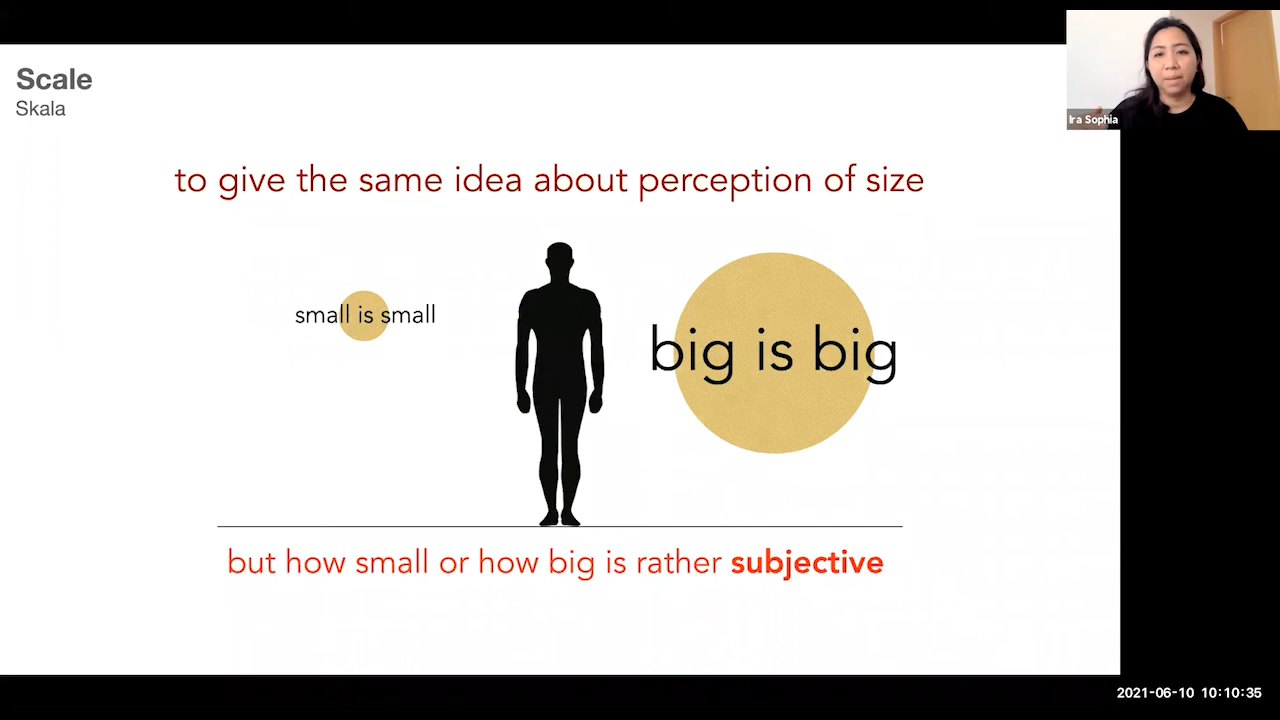 Scale
Skala
Ira Sophia
to give the same idea about perception of size
small is small
big is big
but how small or how big is rather subjective
2021-06-10 10:10:35